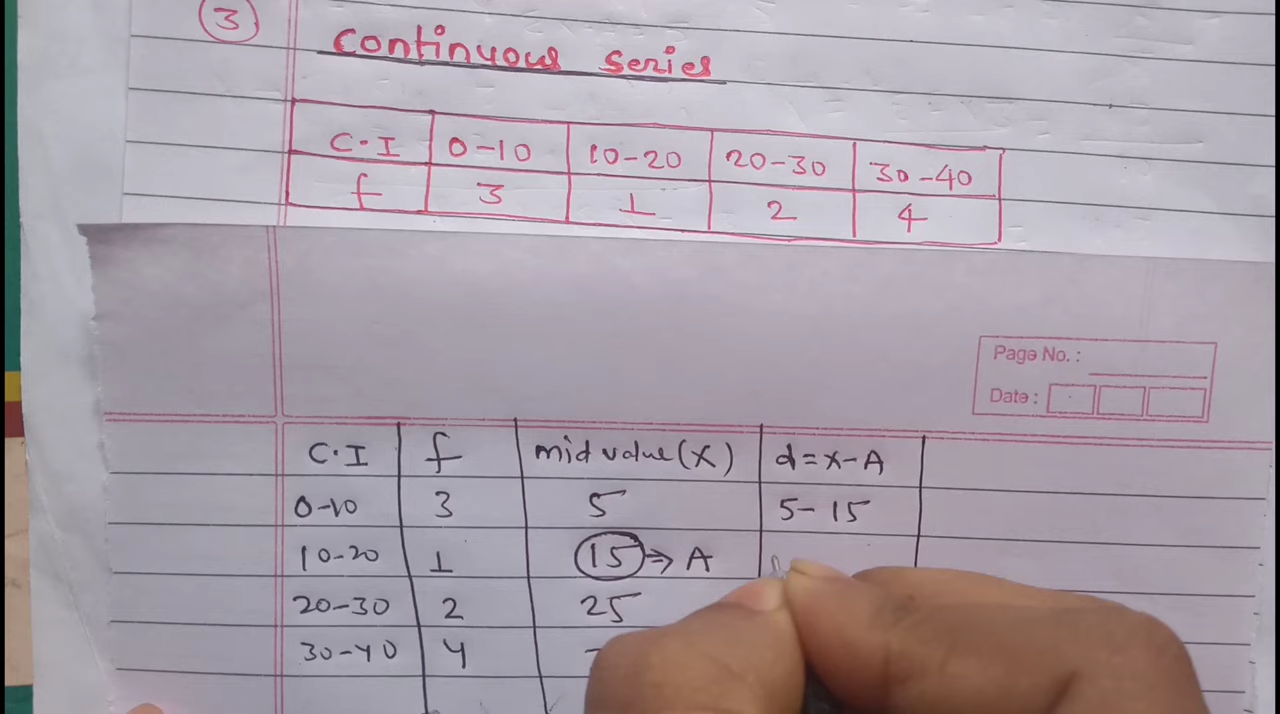 3
continuous series
C.I 0-10 10-20 20-30 30-40
f 3 1 2 4
Page No. :
Date :
C.I f mid value (x) d=x-A
0-10 3 5 5-15
10-20 1 15 ⇒ A
20-30 2 25
30-40 4